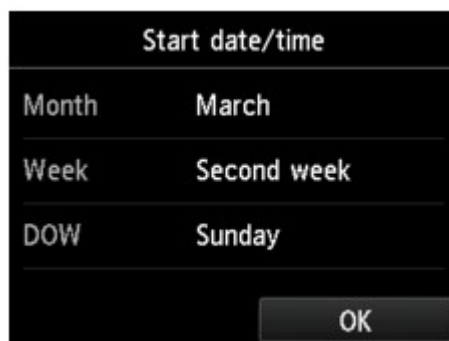 Start date/time
Month March
Week Second week
DOW Sunday
OK